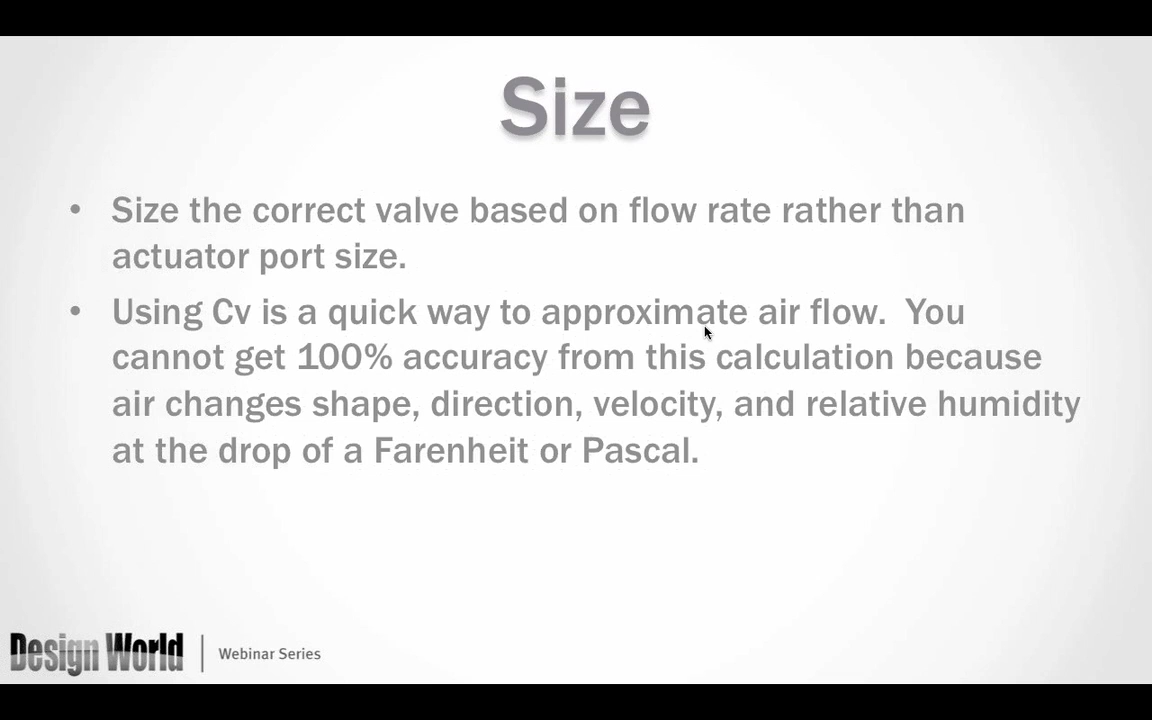 Size
• Size the correct valve based on flow rate rather than
actuator port size.
• Using Cv is a quick way to approximate air flow.  You
cannot get 100% accuracy from this calculation because
air changes shape, direction, velocity, and relative humidity
at the drop of a Farenheit or Pascal.
Design World | Webinar Series